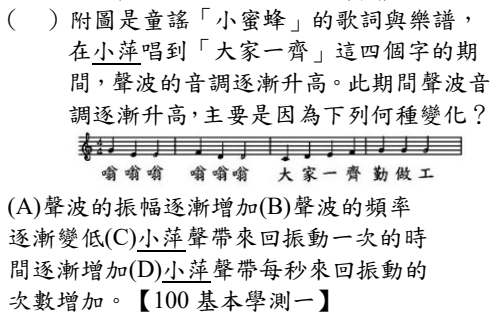 (　) 附圖是童謠「小蜜蜂」的歌詞與樂譜，
在小萍唱到「大家一齊」這四個字的期
間，聲波的音調逐漸升高。此期間聲波音
調逐漸升高，主要是因為下列何種變化？
嗡嗡嗡 嗡嗡嗡 大家一齊勤做工
(A)聲波的振幅逐漸增加(B)聲波的頻率
逐漸變低(C)小萍聲帶來回振動一次的時
間逐漸增加(D)小萍聲帶每秒來回振動的
次數增加。【100 基本學測一】